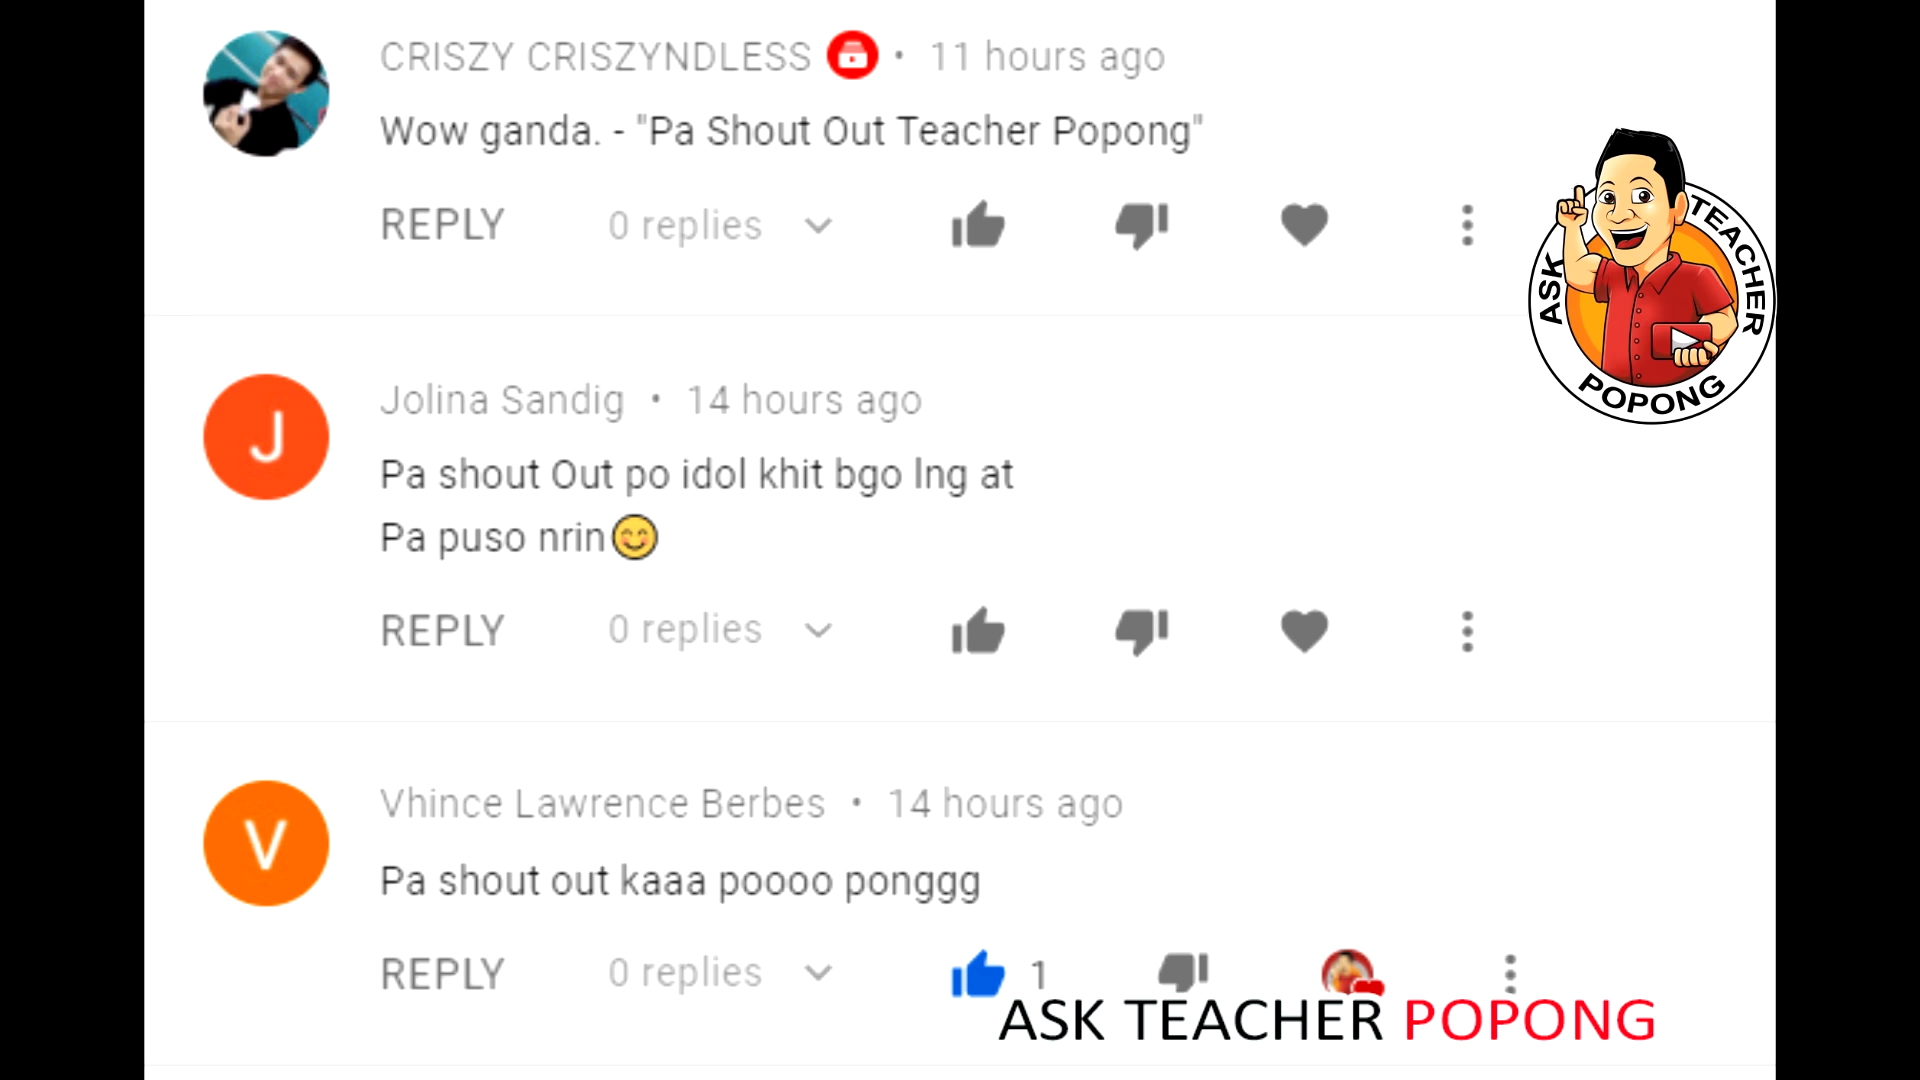 CRISZY CRISZYNDLESS • 11 hours ago
Wow ganda. - "Pa Shout Out Teacher Popong"
REPLY 0 replies
ASK TEACHER POPONG
J
Jolina Sandig • 14 hours ago
Pa shout Out po idol khit bgo lng at
Pa puso nrin😊
REPLY 0 replies
V
Vhince Lawrence Berbes • 14 hours ago
Pa shout out kaaa poooo ponggg
REPLY 0 replies 1
ASK TEACHER POPONG